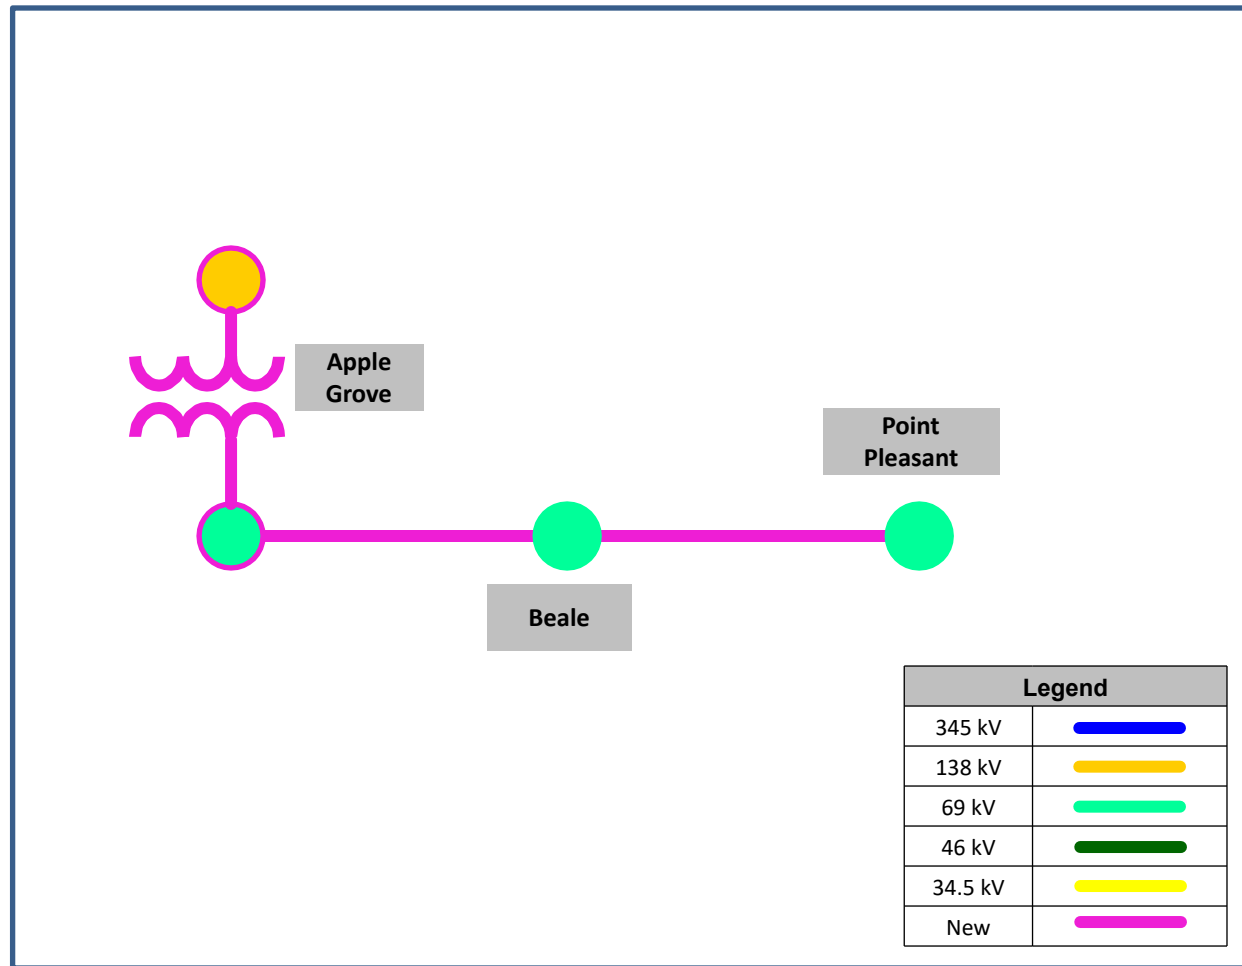 Apple
Grove
Point
Pleasant
Beale
Legend
345 kV
138 kV
69 kV
46 kV
34.5 kV
New